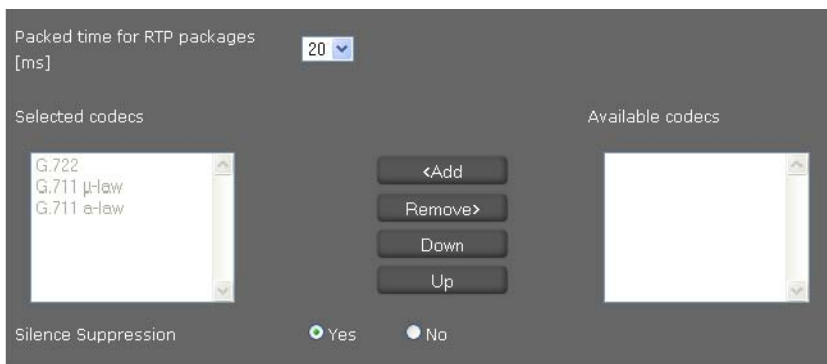 Packed time for RTP packages
[ms]
20
Selected codecs
Available codecs
G.722
G.711 µ-law
G.711 a-law
<Add
Remove>
Down
Up
Silence Suppression
Yes
No